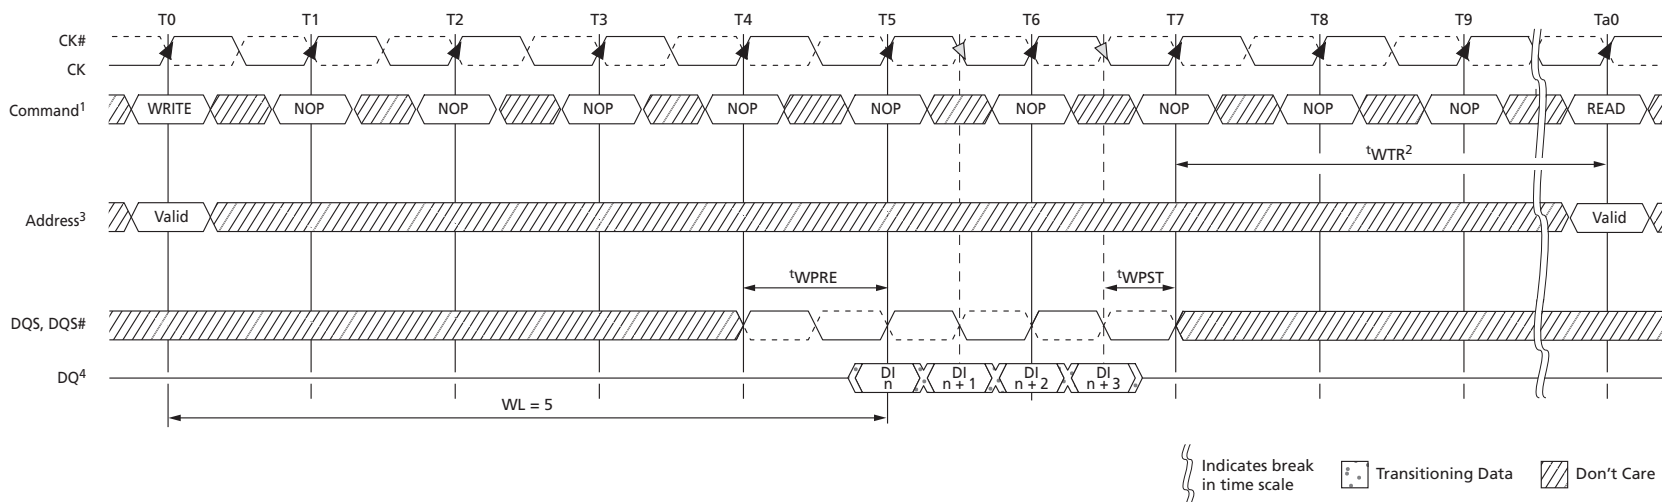 T0 T1 T2 T3 T4 T5 T6 T7 T8 T9 Ta0
CK#
CK
Command1 WRITE NOP NOP NOP NOP NOP NOP NOP NOP NOP READ
tWTR2
Address3 Valid Valid
tWPRE tWPST
DQS, DQS#
DQ4 DI n DI n + 1 DI n + 2 DI n + 3
WL = 5
Indicates break in time scale
Transitioning Data
Don't Care